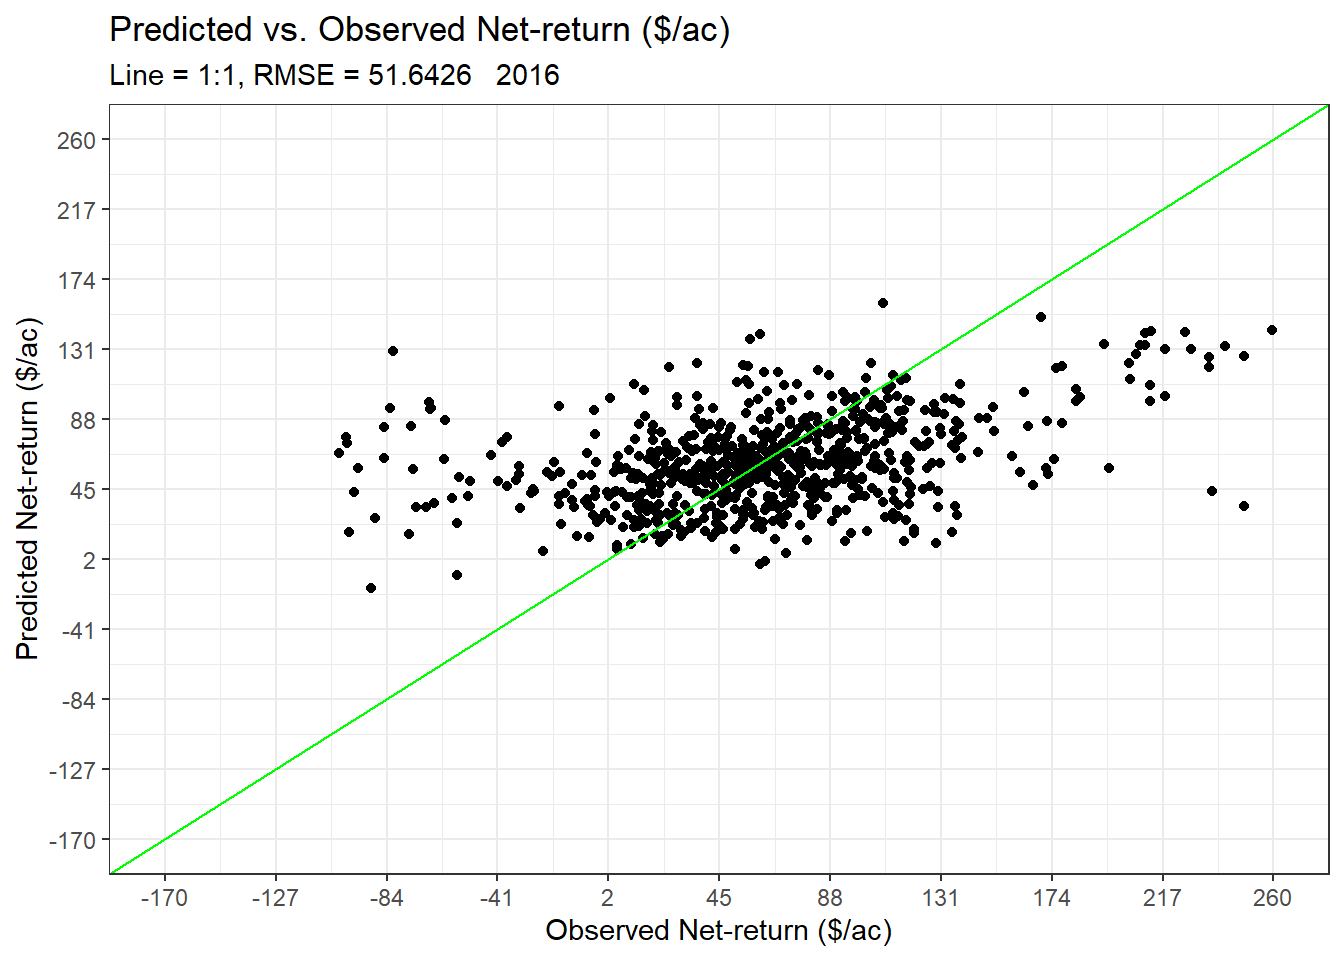 Predicted vs. Observed Net-return ($/ac)
Line = 1:1, RMSE = 51.6426   2016
Predicted Net-return ($/ac)
260
217
174
131
88
45
2
-41
-84
-127
-170
-170 -127 -84 -41 2 45 88 131 174 217 260
Observed Net-return ($/ac)